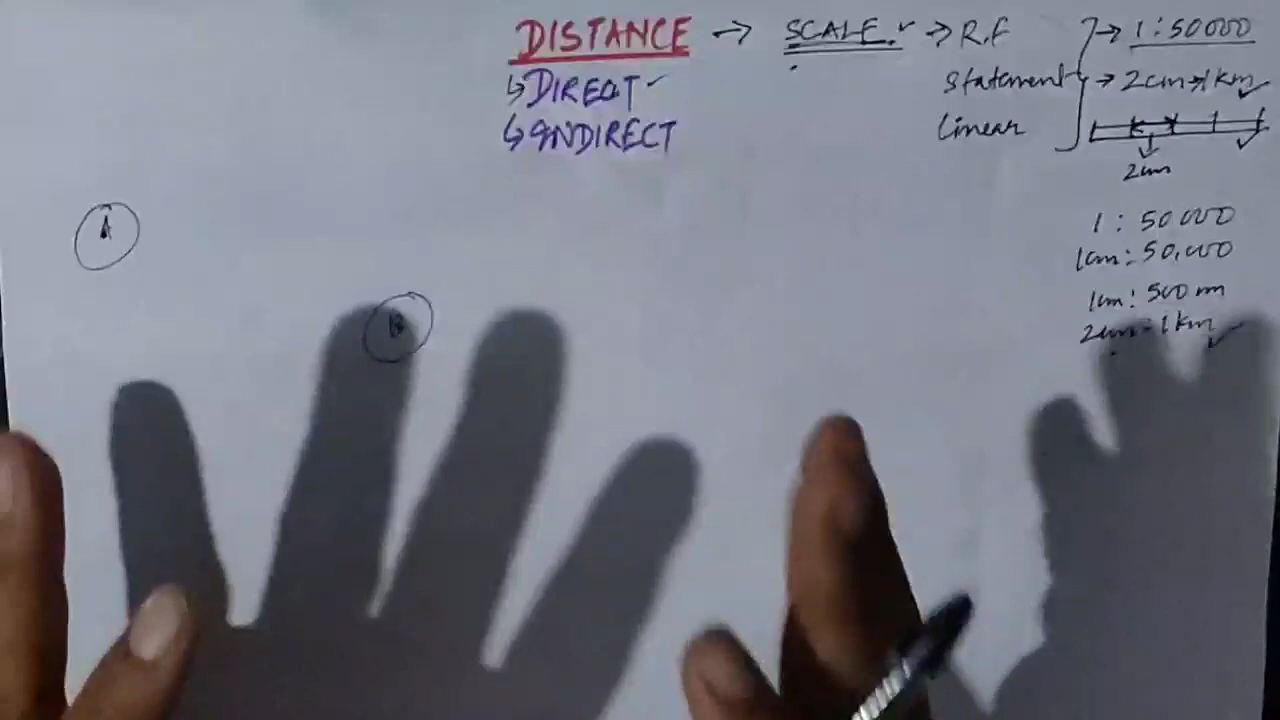 DISTANCE → SCALE. → R.F → 1:50000
↳ DIRECT statement → 2cm → 1km
↳ INDIRECT Linear
2cm
A
1 : 50000
1cm : 50,000
B
1cm : 500 m
2cm - 1km